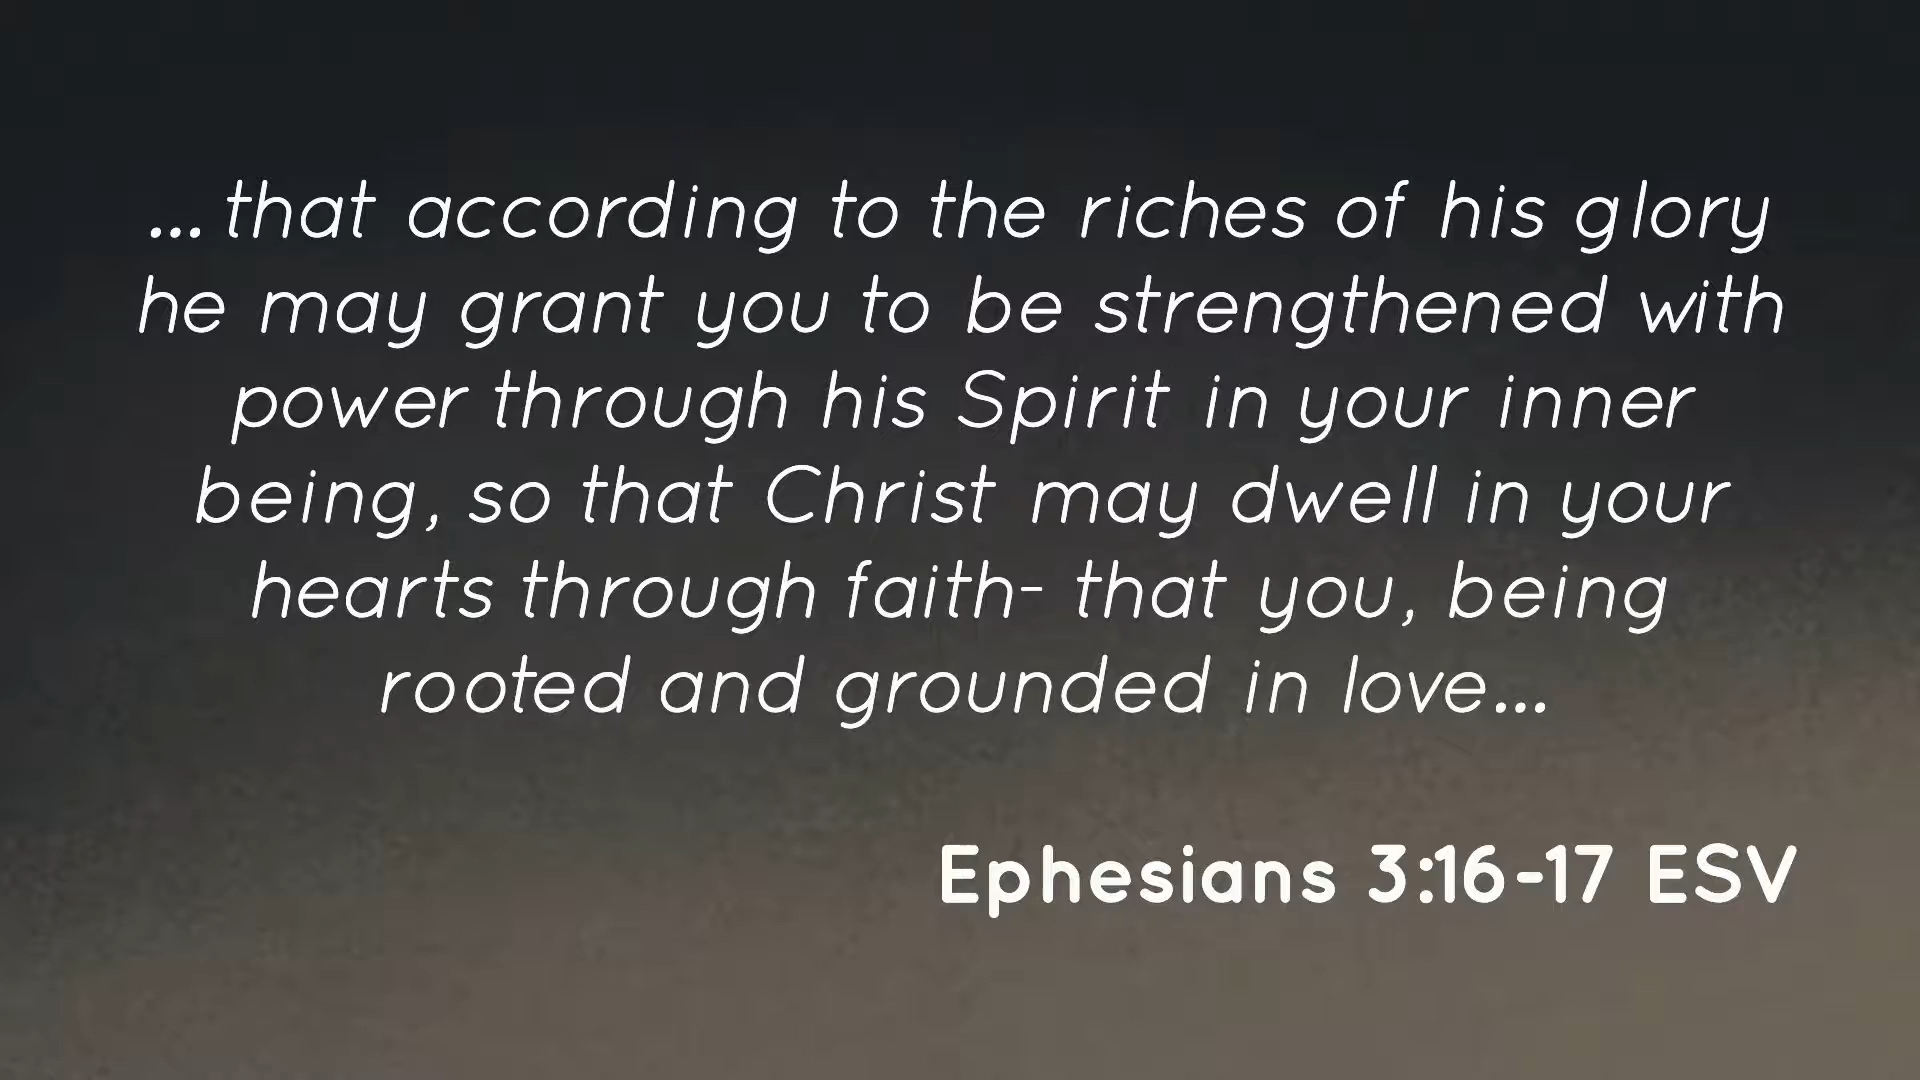 ...that according to the riches of his glory
he may grant you to be strengthened with
power through his Spirit in your inner
being, so that Christ may dwell in your
hearts through faith- that you, being
rooted and grounded in love...
Ephesians 3:16-17 ESV